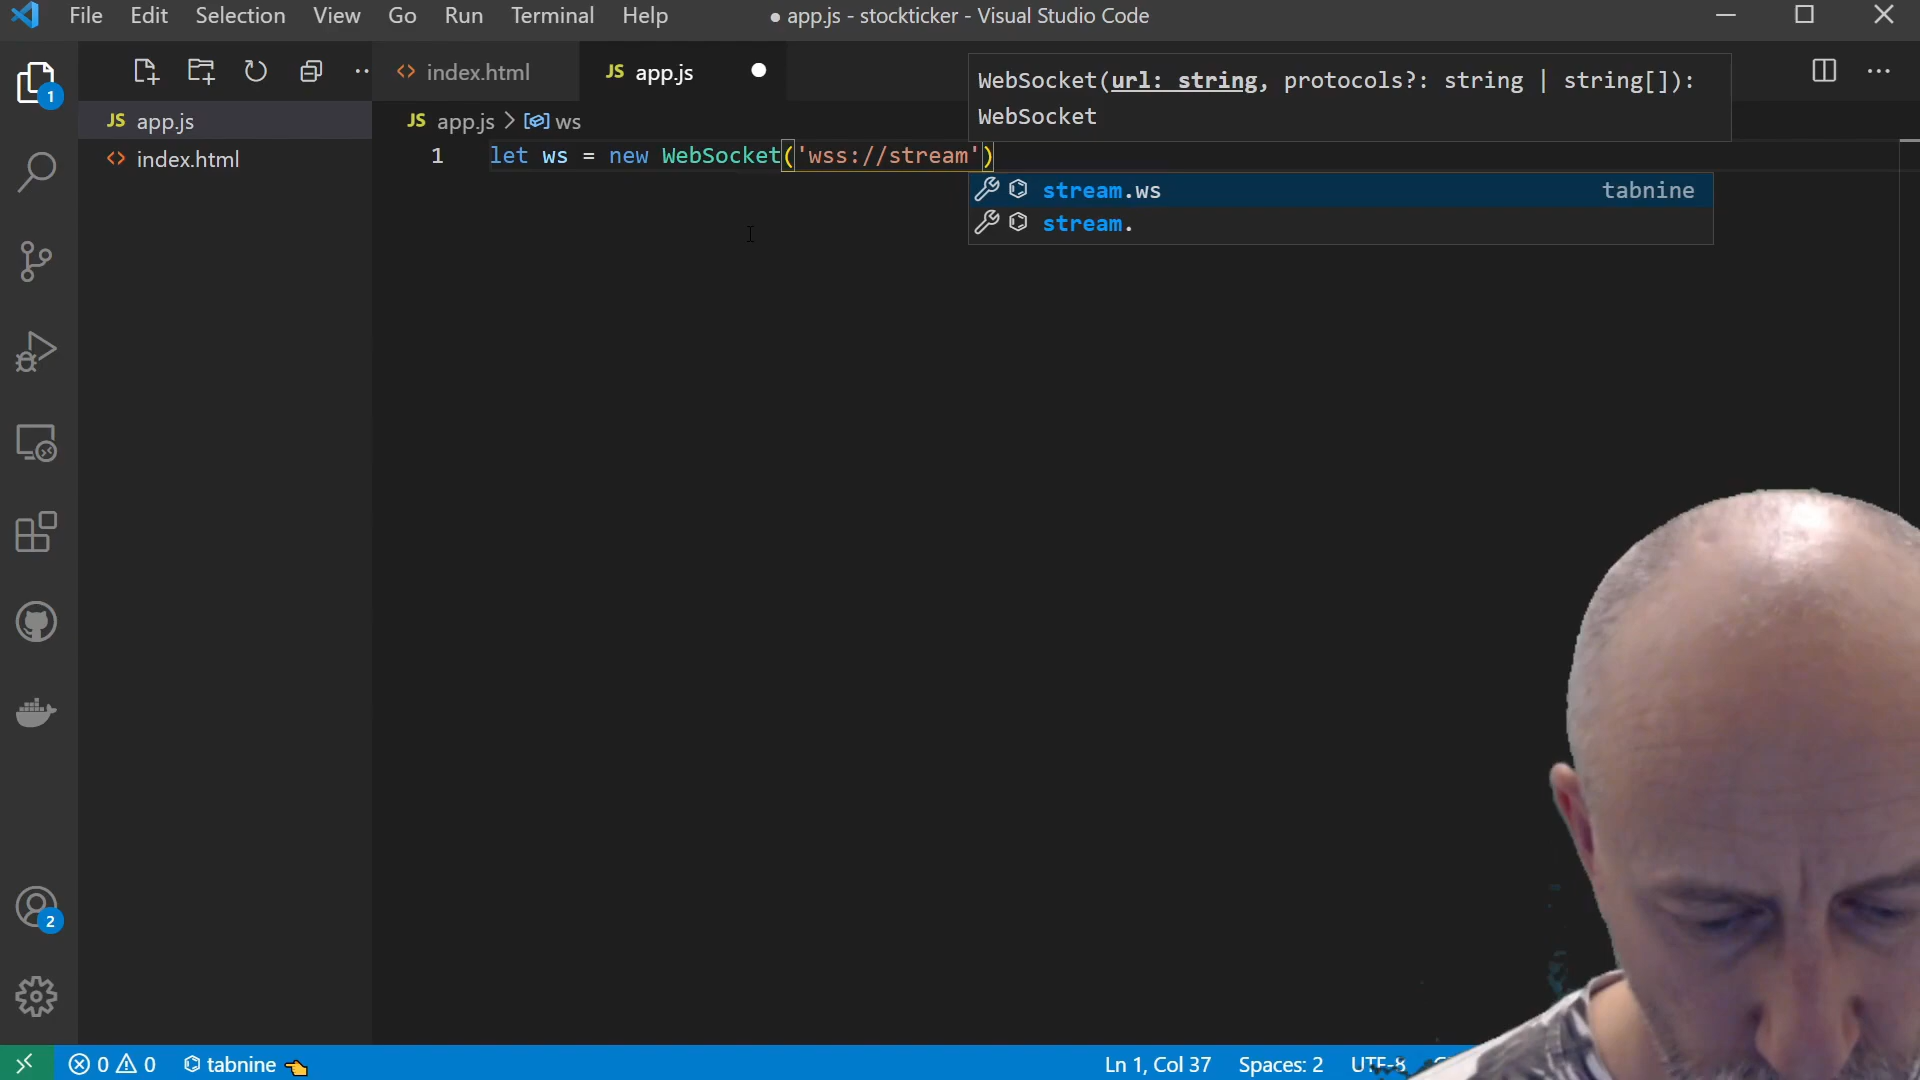 File Edit Selection View Go Run Terminal Help
● app.js - stockticker - Visual Studio Code
1
JS app.js
index.html
index.html
JS app.js
JS app.js > ws
WebSocket(url: string, protocols?: string | string[]):
WebSocket
1 let ws = new WebSocket('wss://stream')
stream.ws tabnine
stream.
2
0 0 tabnine Ln 1, Col 37 Spaces: 2 UTF-8